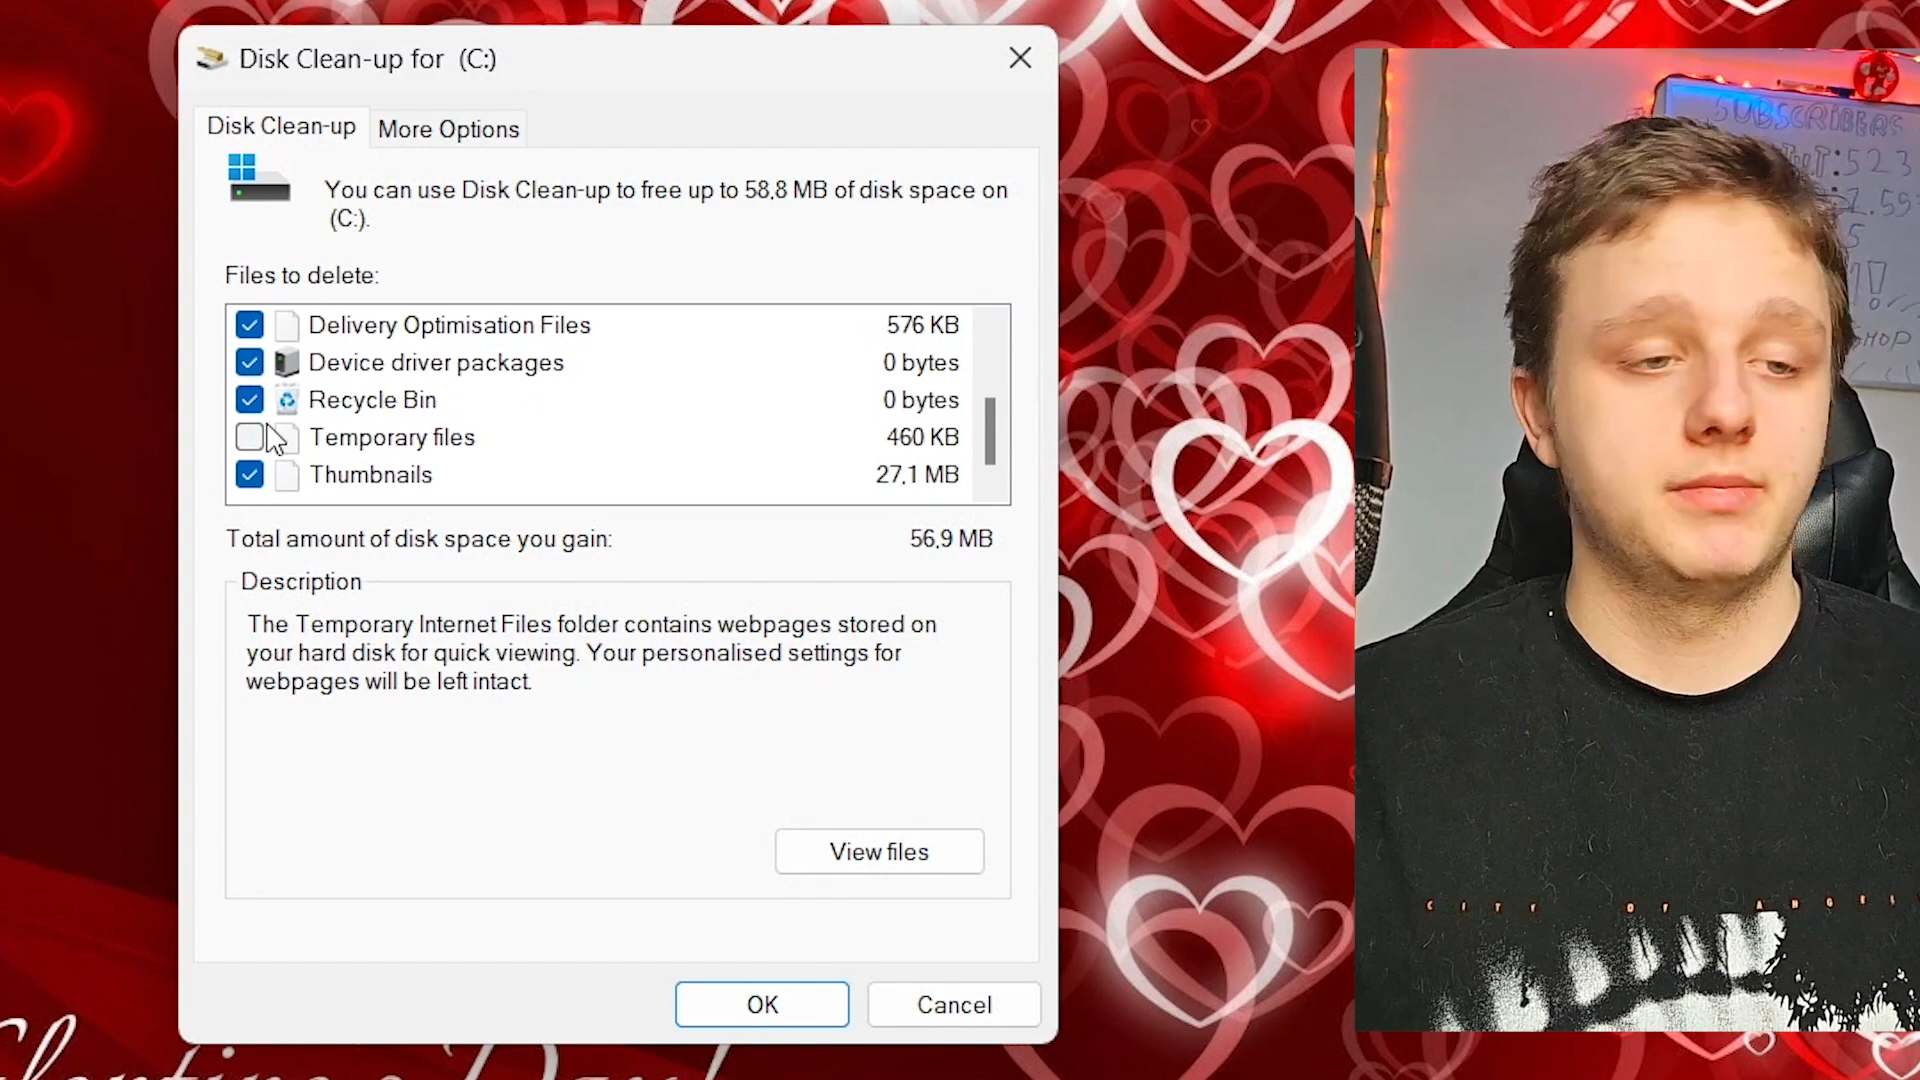 Disk Clean-up for (C:)
Disk Clean-up
More Options
You can use Disk Clean-up to free up to 58,8 MB of disk space on
(C:).
Files to delete:
Delivery Optimisation Files 576 KB
Device driver packages 0 bytes
Recycle Bin 0 bytes
Temporary files 460 KB
Thumbnails 27,1 MB
Total amount of disk space you gain: 56,9 MB
Description
The Temporary Internet Files folder contains webpages stored on
your hard disk for quick viewing. Your personalised settings for
webpages will be left intact.
View files
OK
Cancel
SUBSCRIBERS
523
CITY OF ANGEL